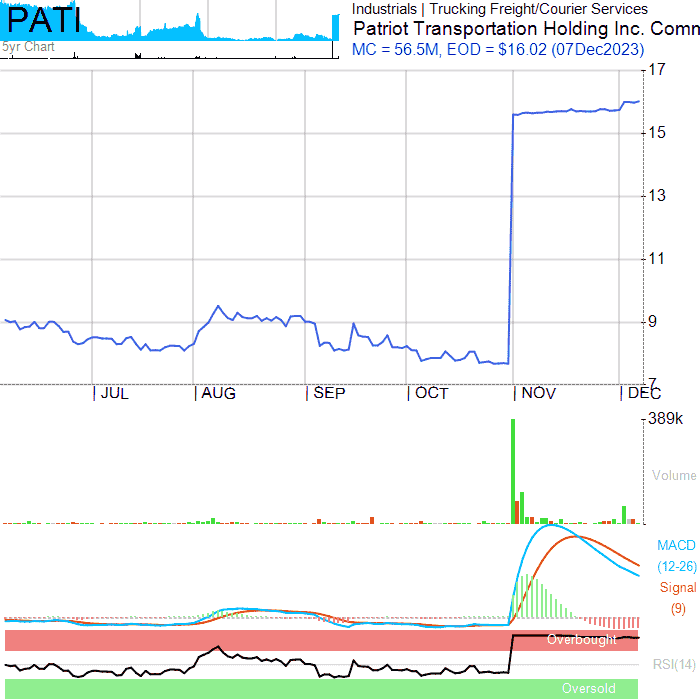 PATI
5yr Chart
Industrials | Trucking Freight/Courier Services
Patriot Transportation Holding Inc. Comn
MC = 56.5M, EOD = $16.02 (07Dec2023)
17
15
13
11
9
7
| JUL | AUG | SEP | OCT | NOV | DEC
389k
Volume
MACD
(12-26)
Signal
(9)
Overbought
RSI(14)
Oversold